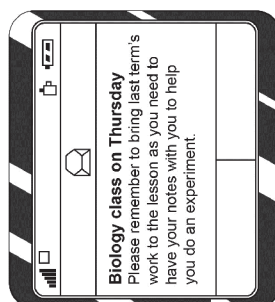 Biology class on Thursday
Please remember to bring last term's
work to the lesson as you need to
have your notes with you to help
you do an experiment.